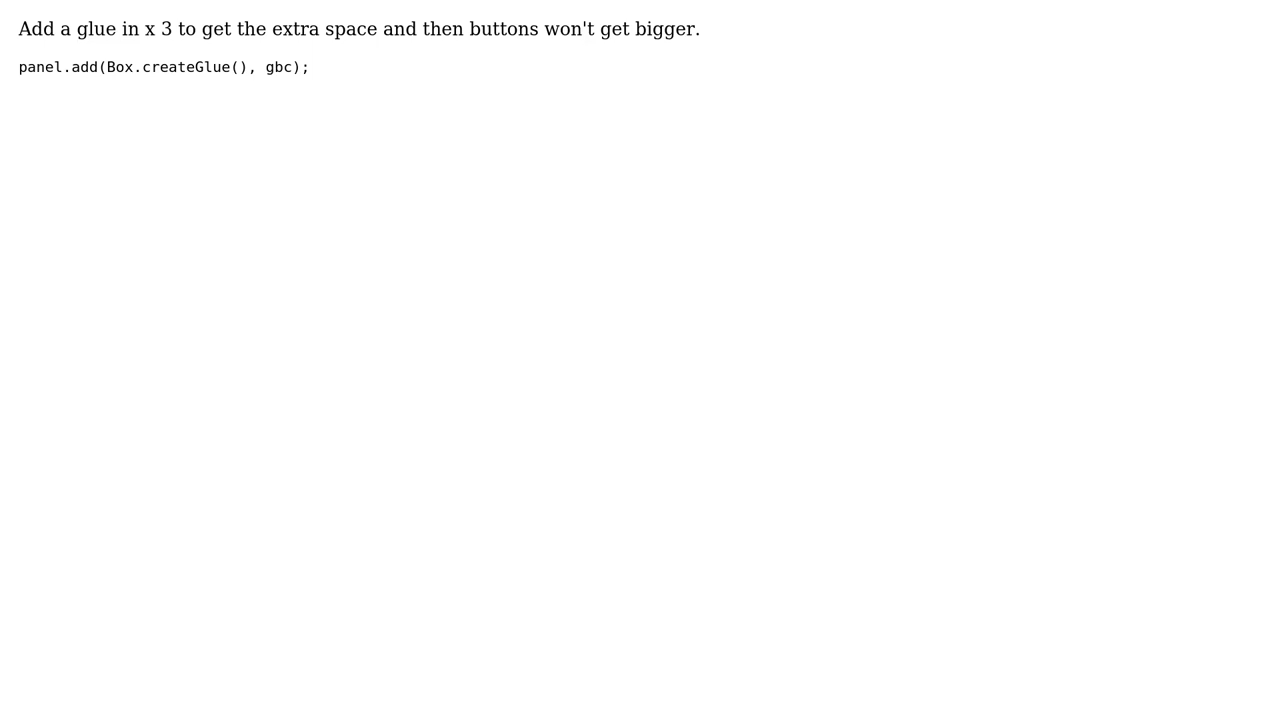 Add a glue in x 3 to get the extra space and then buttons won't get bigger.
panel.add(Box.createGlue(), gbc);